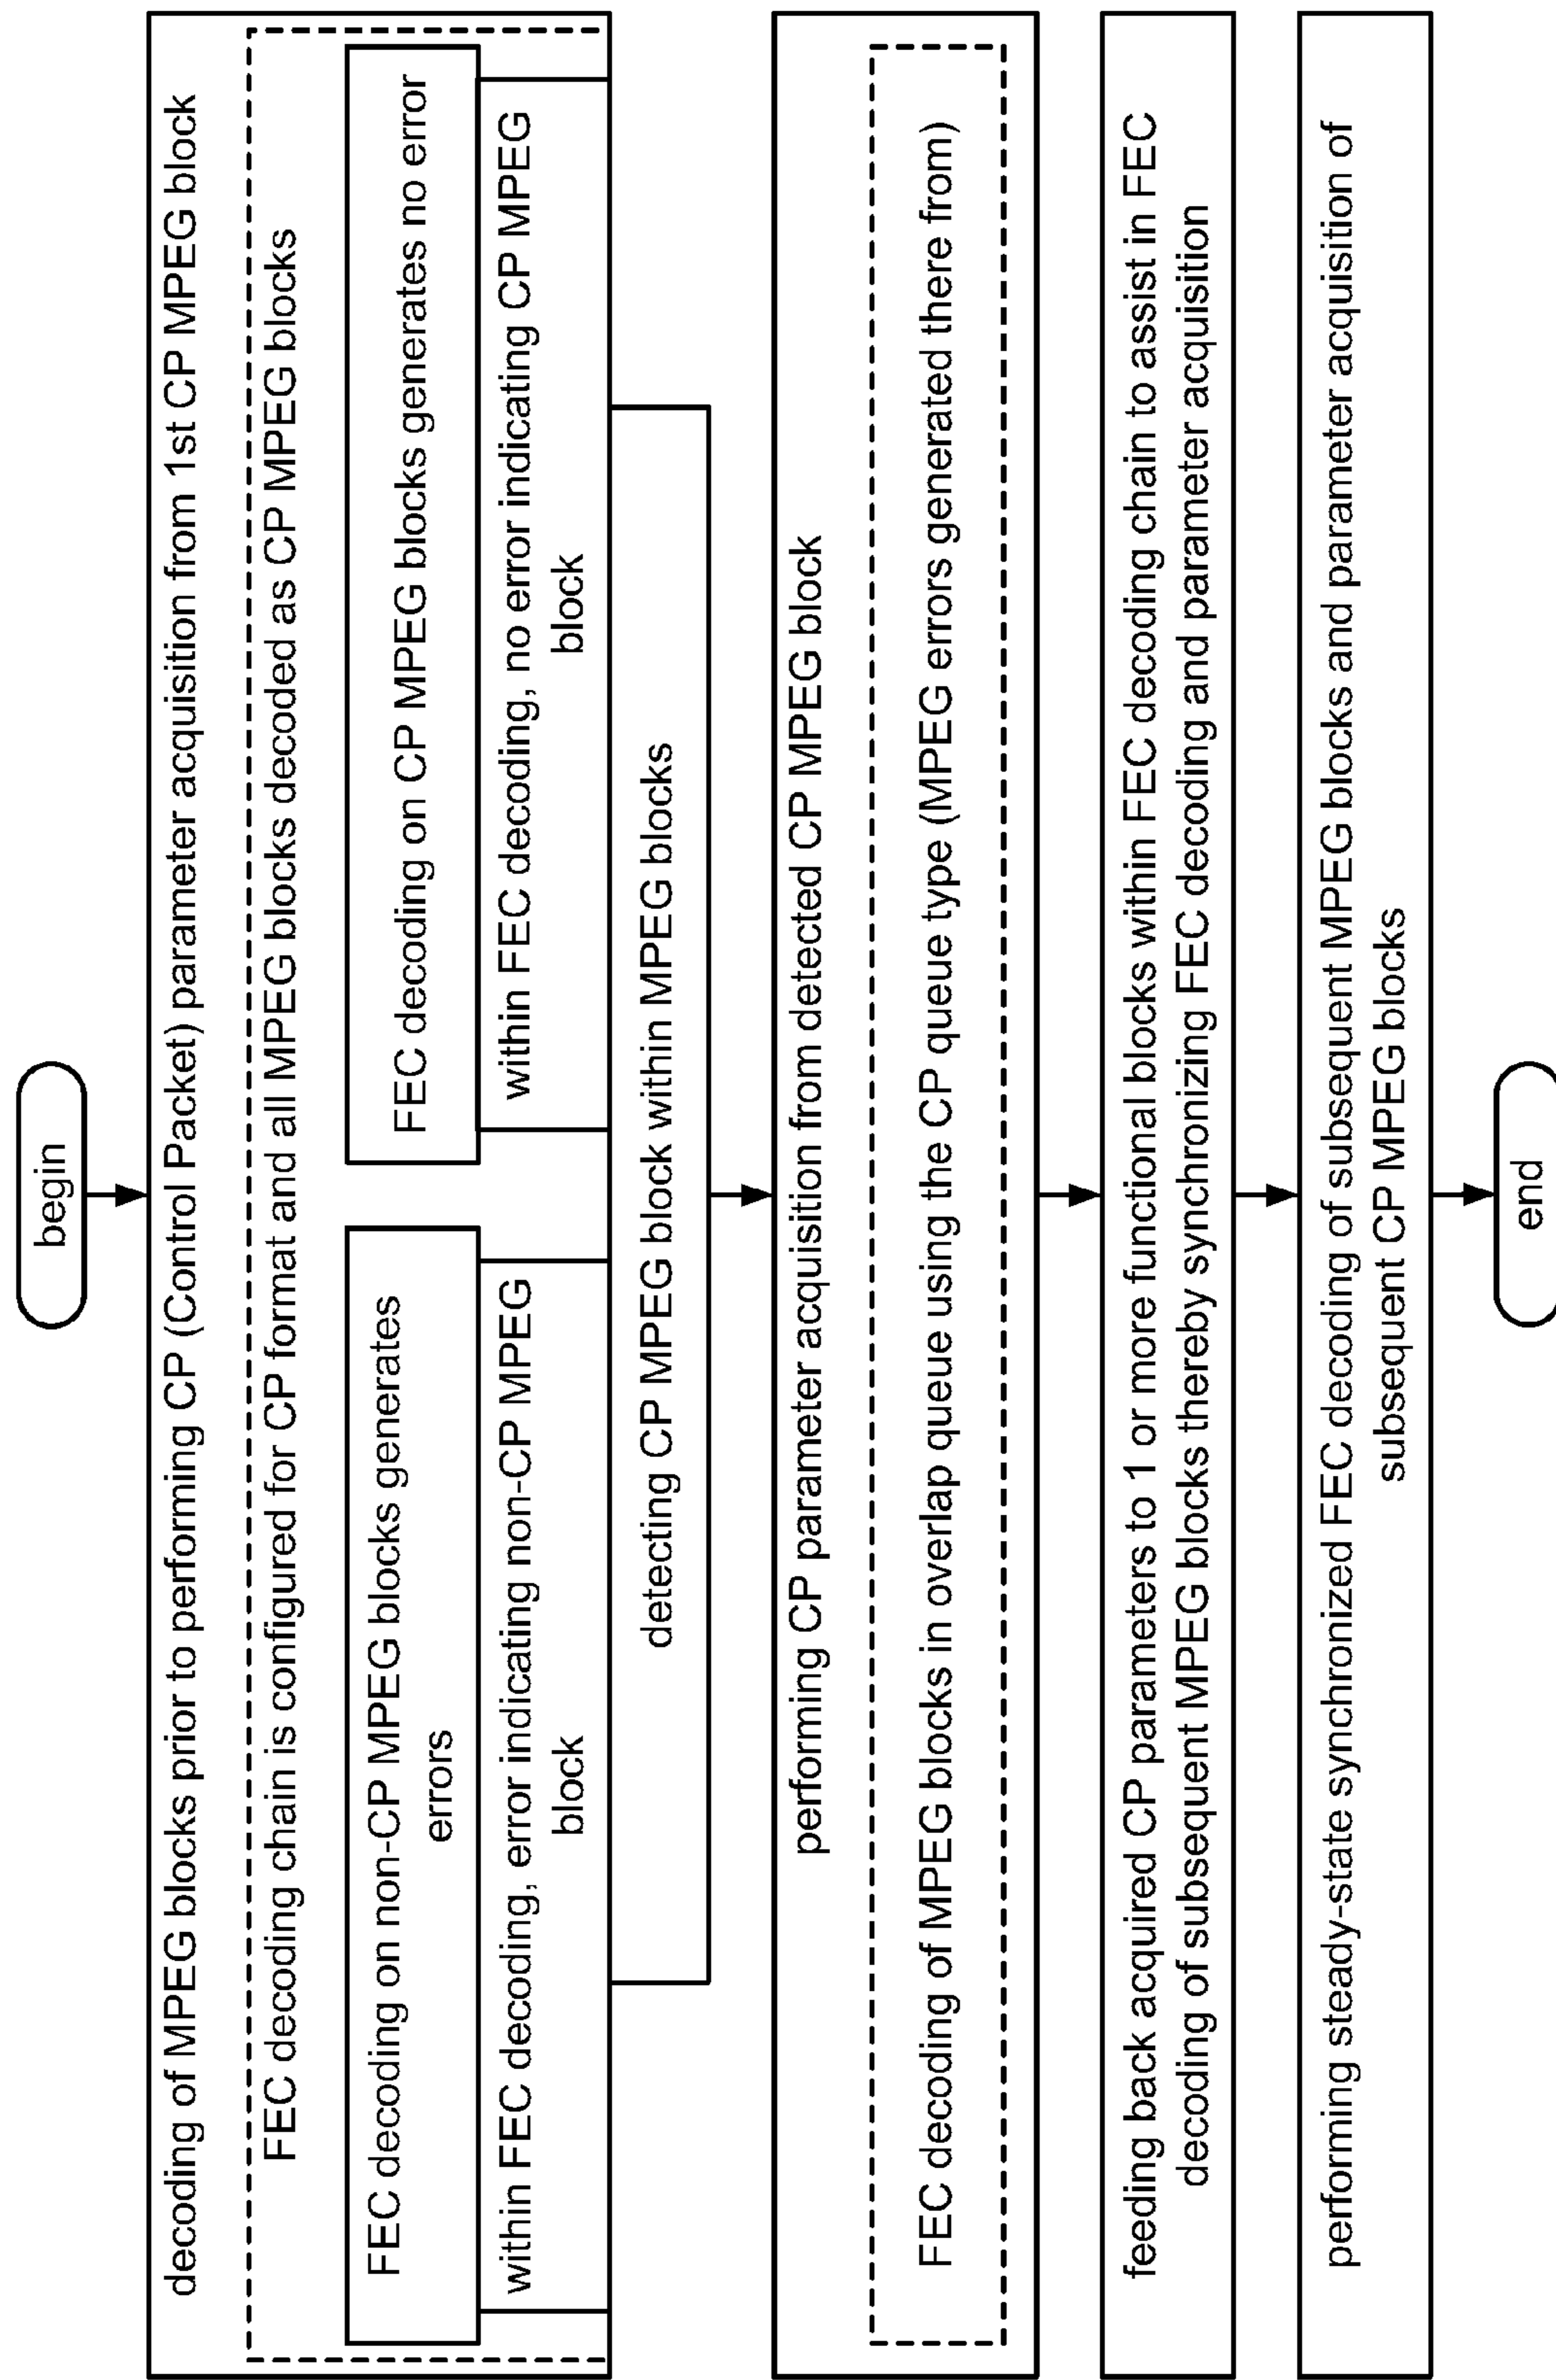 begin
decoding of MPEG blocks prior to performing CP (Control Packet) parameter acquisition from 1st CP MPEG block
FEC decoding chain is configured for CP format and all MPEG blocks decoded as CP MPEG blocks
FEC decoding on non-CP MPEG blocks generates
errors
within FEC decoding, error indicating non-CP MPEG
block
FEC decoding on CP MPEG blocks generates no error
within FEC decoding, no error indicating CP MPEG
block
detecting CP MPEG block within MPEG blocks
performing CP parameter acquisition from detected CP MPEG block
FEC decoding of MPEG blocks in overlap queue using the CP queue type (MPEG errors generated there from)
feeding back acquired CP parameters to 1 or more functional blocks within FEC decoding chain to assist in FEC
decoding of subsequent MPEG blocks thereby synchronizing FEC decoding and parameter acquisition
performing steady-state synchronized FEC decoding of subsequent MPEG blocks and parameter acquisition of
subsequent CP MPEG blocks
end